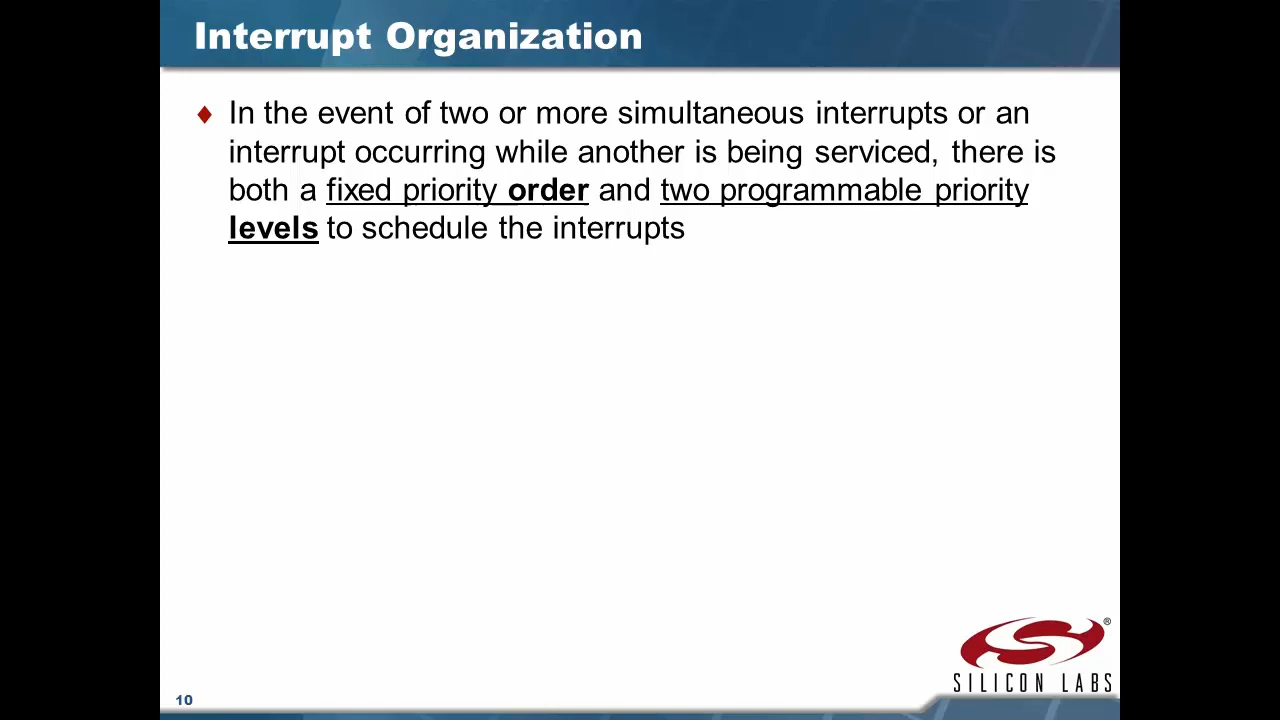 Interrupt Organization
In the event of two or more simultaneous interrupts or an
interrupt occurring while another is being serviced, there is
both a fixed priority order and two programmable priority
levels to schedule the interrupts
®
SILICON LABS
10